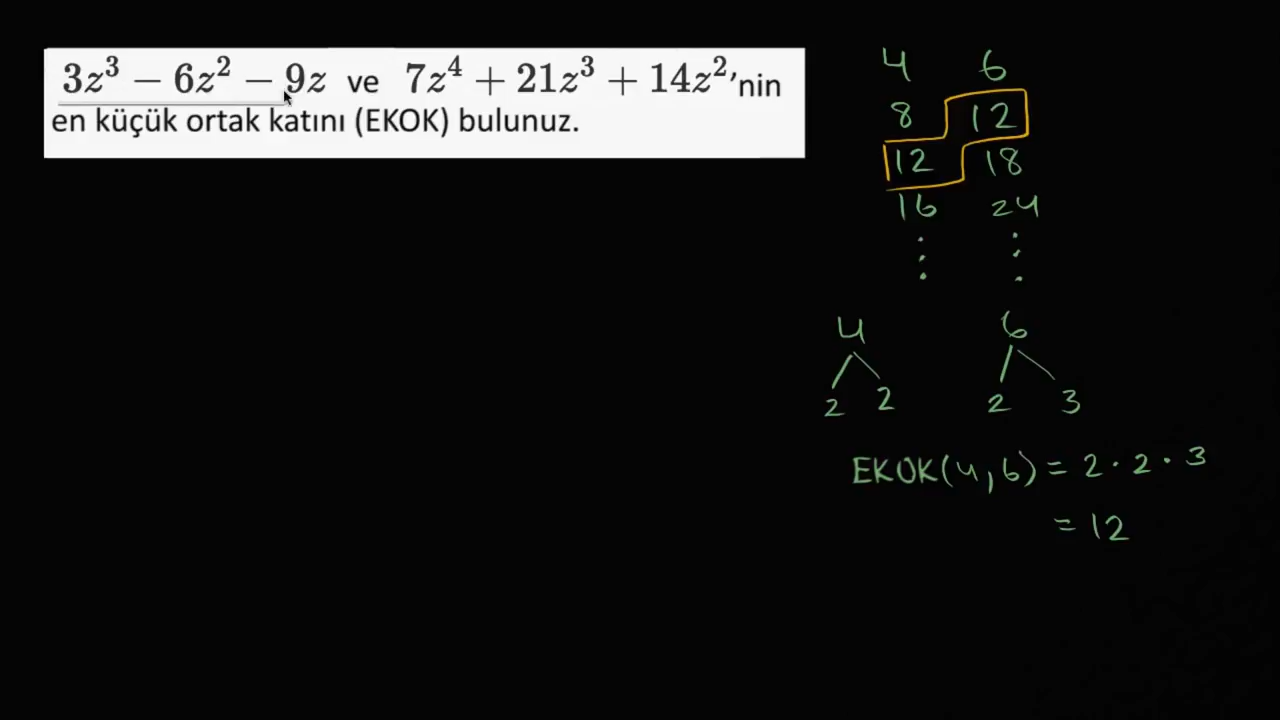 3z³ − 6z² − 9z ve 7z⁴ + 21z³ + 14z²'nin
en küçük ortak katını (EKOK) bulunuz.
4 6
8 12
12 18
16 24
4 6
2 2 2 3
EKOK(4,6) = 2 · 2 · 3
= 12